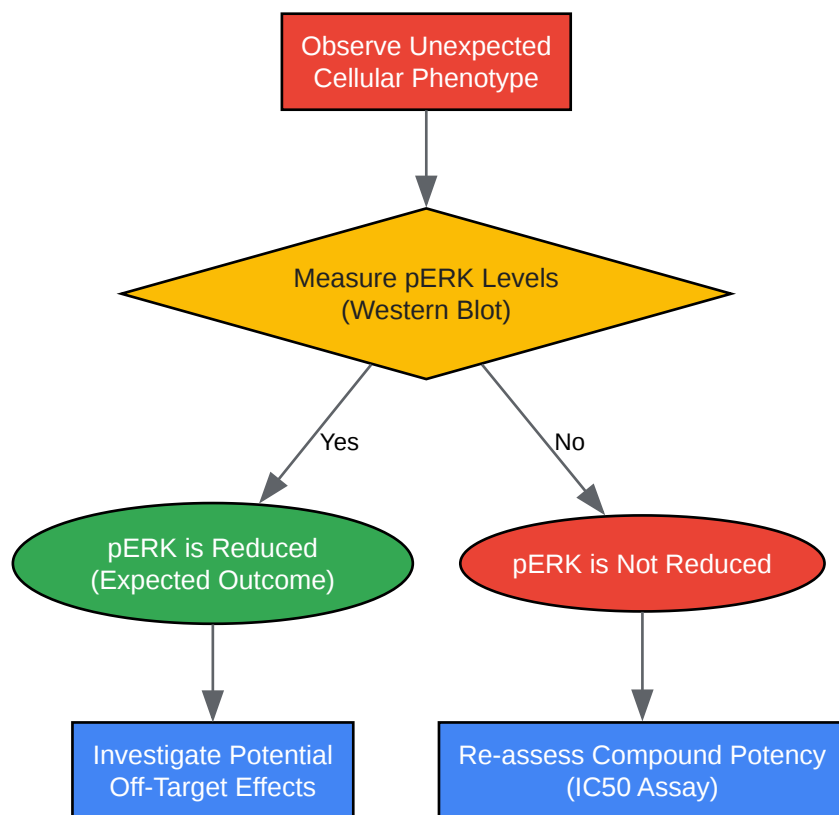 Observe Unexpected
Cellular Phenotype
Measure pERK Levels
(Western Blot)
Yes
No
pERK is Reduced
(Expected Outcome)
pERK is Not Reduced
Investigate Potential
Off-Target Effects
Re-assess Compound Potency
(IC50 Assay)